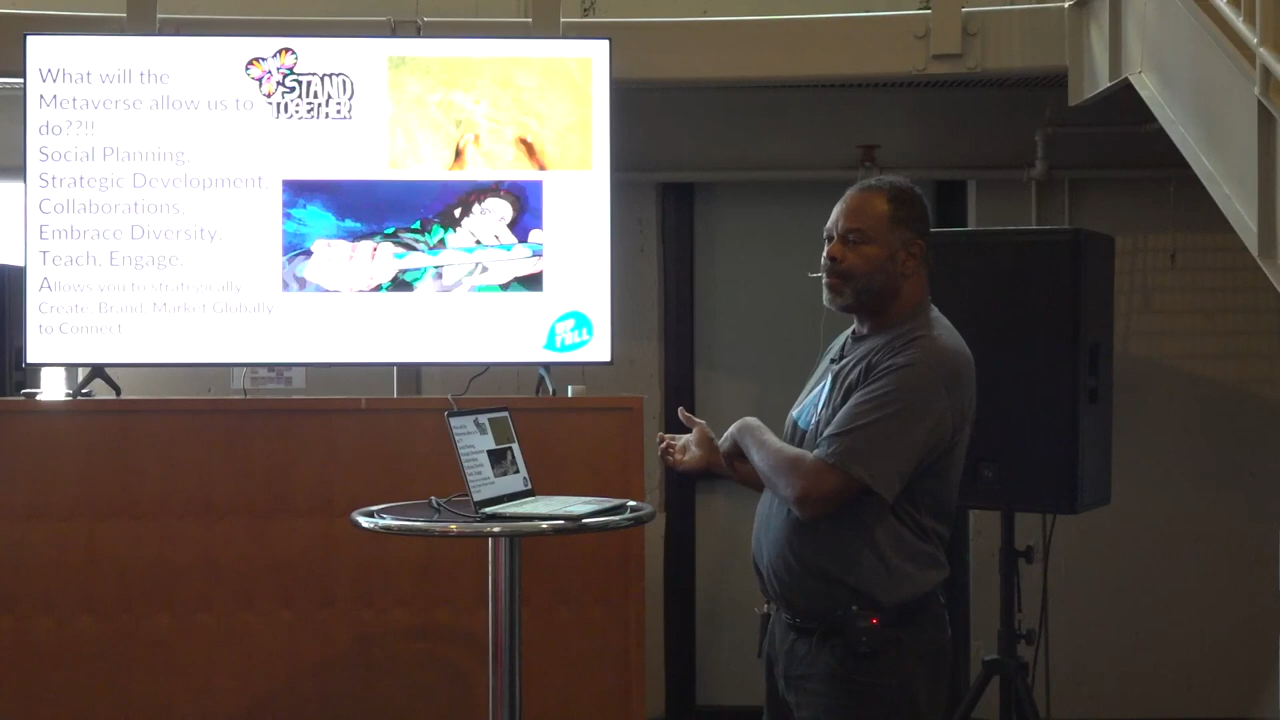 What will the
Metaverse allow us to
do??!!
Social Planning.
Strategic Development.
Collaborations.
Embrace Diversity.
Teach. Engage.
Allows you to strategically
Create, Brand, Market Globally
to Connect
STAND
TOGETHER